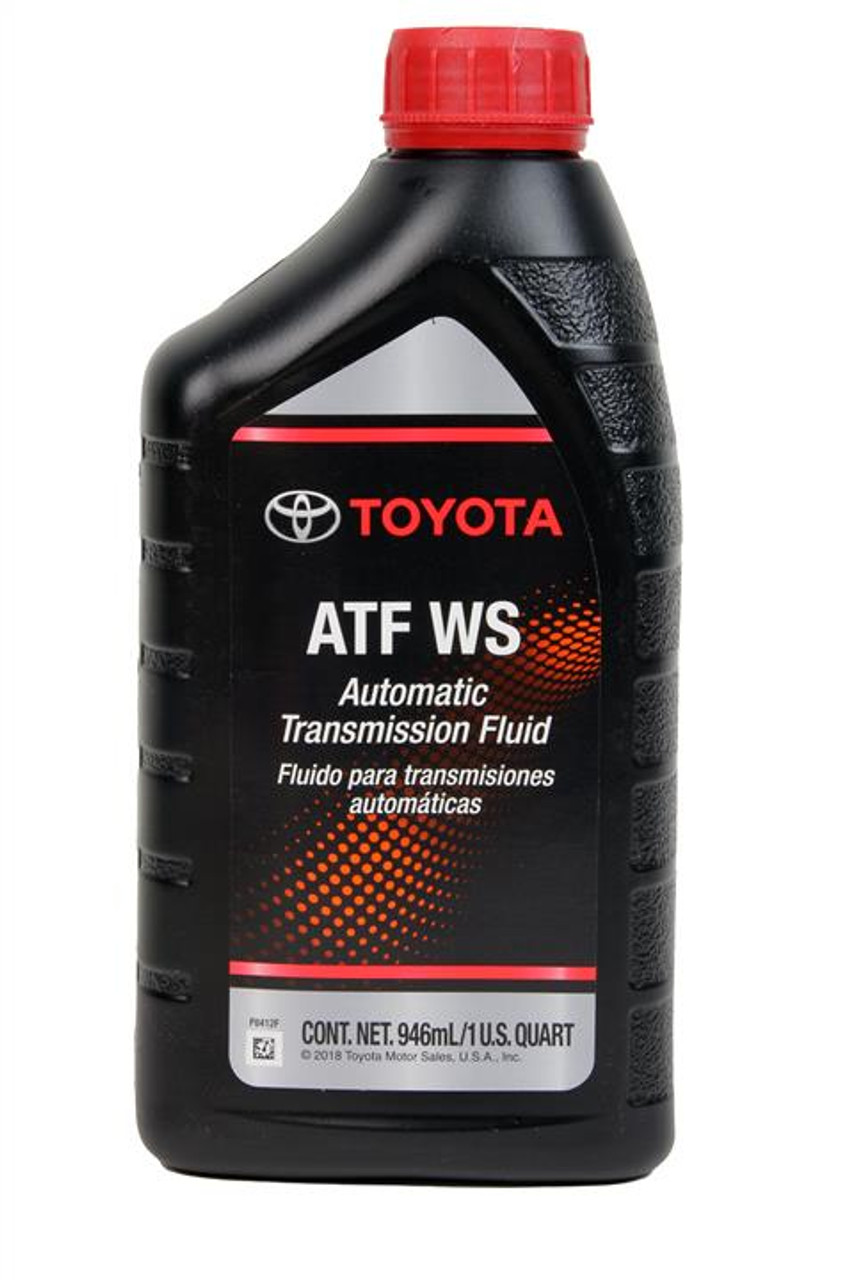 TOYOTA
ATF WS
Automatic
Transmission Fluid
Fluido para transmisiones
automáticas
P8412F
CONT. NET. 946mL/1 U.S. QUART
© 2018 Toyota Motor Sales, U.S.A., Inc.